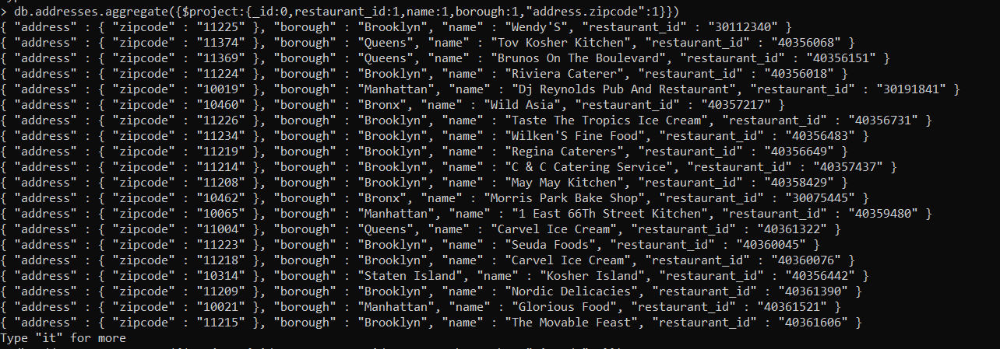 > db.addresses.aggregate({$project:{_id:0,restaurant_id:1,name:1,borough:1,"address.zipcode":1}})
{ "address" : { "zipcode" : "11225" }, "borough" : "Brooklyn", "name" : "Wendy'S", "restaurant_id" : "30112340" }
{ "address" : { "zipcode" : "11374" }, "borough" : "Queens", "name" : "Tov Kosher Kitchen", "restaurant_id" : "40356068" }
{ "address" : { "zipcode" : "11369" }, "borough" : "Queens", "name" : "Brunos On The Boulevard", "restaurant_id" : "40356151" }
{ "address" : { "zipcode" : "11224" }, "borough" : "Brooklyn", "name" : "Riviera Caterer", "restaurant_id" : "40356018" }
{ "address" : { "zipcode" : "10019" }, "borough" : "Manhattan", "name" : "Dj Reynolds Pub And Restaurant", "restaurant_id" : "30191841" }
{ "address" : { "zipcode" : "10460" }, "borough" : "Bronx", "name" : "Wild Asia", "restaurant_id" : "40357217" }
{ "address" : { "zipcode" : "11226" }, "borough" : "Brooklyn", "name" : "Taste The Tropics Ice Cream", "restaurant_id" : "40356731" }
{ "address" : { "zipcode" : "11234" }, "borough" : "Brooklyn", "name" : "Wilken'S Fine Food", "restaurant_id" : "40356483" }
{ "address" : { "zipcode" : "11219" }, "borough" : "Brooklyn", "name" : "Regina Caterers", "restaurant_id" : "40356649" }
{ "address" : { "zipcode" : "11214" }, "borough" : "Brooklyn", "name" : "C & C Catering Service", "restaurant_id" : "40357437" }
{ "address" : { "zipcode" : "11208" }, "borough" : "Brooklyn", "name" : "May May Kitchen", "restaurant_id" : "40358429" }
{ "address" : { "zipcode" : "10462" }, "borough" : "Bronx", "name" : "Morris Park Bake Shop", "restaurant_id" : "30075445" }
{ "address" : { "zipcode" : "10065" }, "borough" : "Manhattan", "name" : "1 East 66Th Street Kitchen", "restaurant_id" : "40359480" }
{ "address" : { "zipcode" : "11004" }, "borough" : "Queens", "name" : "Carvel Ice Cream", "restaurant_id" : "40361322" }
{ "address" : { "zipcode" : "11223" }, "borough" : "Brooklyn", "name" : "Seuda Foods", "restaurant_id" : "40360045" }
{ "address" : { "zipcode" : "11218" }, "borough" : "Brooklyn", "name" : "Carvel Ice Cream", "restaurant_id" : "40360076" }
{ "address" : { "zipcode" : "10314" }, "borough" : "Staten Island", "name" : "Kosher Island", "restaurant_id" : "40356442" }
{ "address" : { "zipcode" : "11209" }, "borough" : "Brooklyn", "name" : "Nordic Delicacies", "restaurant_id" : "40361390" }
{ "address" : { "zipcode" : "10021" }, "borough" : "Manhattan", "name" : "Glorious Food", "restaurant_id" : "40361521" }
{ "address" : { "zipcode" : "11215" }, "borough" : "Brooklyn", "name" : "The Movable Feast", "restaurant_id" : "40361606" }
Type "it" for more